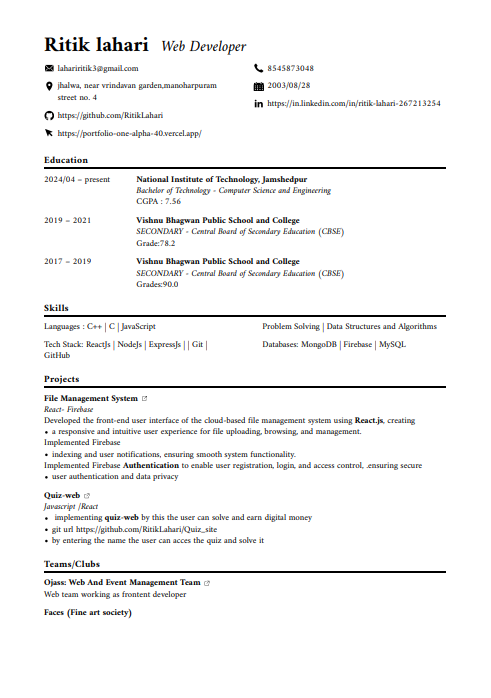 Ritik lahari Web Developer
lahariritik3@gmail.com
8545873048
jhalwa, near vrindavan garden,manoharpuram
street no. 4
2003/08/28
https://in.linkedin.com/in/ritik-lahari-267213254
https://github.com/RitikLahari
https://portfolio-one-alpha-40.vercel.app/
Education
2024/04 – present
National Institute of Technology, Jamshedpur
Bachelor of Technology - Computer Science and Engineering
CGPA : 7.56
2019 – 2021
Vishnu Bhagwan Public School and College
SECONDARY - Central Board of Secondary Education (CBSE)
Grade:78.2
2017 – 2019
Vishnu Bhagwan Public School and College
SECONDARY - Central Board of Secondary Education (CBSE)
Grades:90.0
Skills
Languages : C++ | C | JavaScript
Problem Solving | Data Structures and Algorithms
Tech Stack: ReactJs | NodeJs | ExpressJs | | Git |
GitHub
Databases: MongoDB | Firebase | MySQL
Projects
File Management System
React- Firebase
Developed the front-end user interface of the cloud-based file management system using React.js, creating
• a responsive and intuitive user experience for file uploading, browsing, and management.
Implemented Firebase
• indexing and user notifications, ensuring smooth system functionality.
Implemented Firebase Authentication to enable user registration, login, and access control, .ensuring secure
• user authentication and data privacy
Quiz-web
Javascript /React
• implementing quiz-web by this the user can solve and earn digital money
• git url https://github.com/RitikLahari/Quiz_site
• by entering the name the user can acces the quiz and solve it
Teams/Clubs
Ojass: Web And Event Management Team
Web team working as frontent developer
Faces (Fine art society)